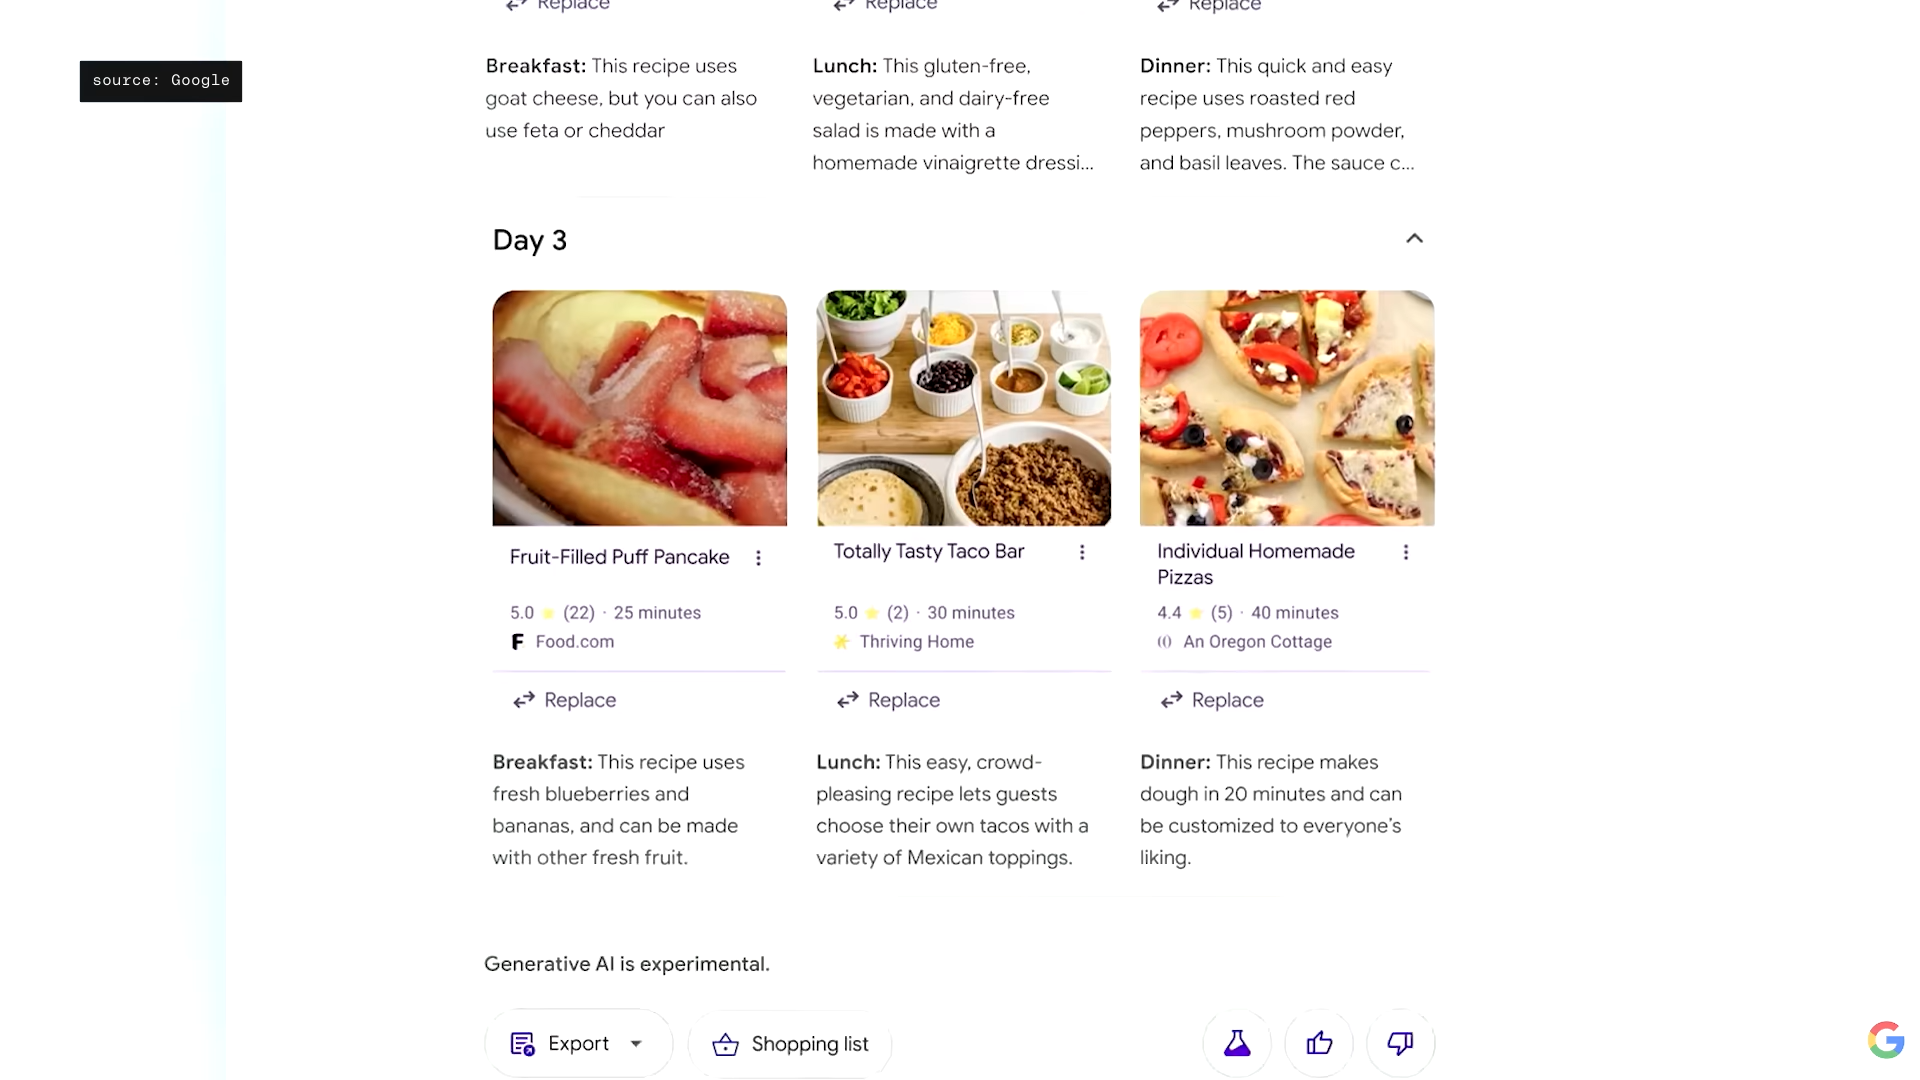 Replace
Replace
Replace
source: Google
Breakfast: This recipe uses
goat cheese, but you can also
use feta or cheddar
Lunch: This gluten-free,
vegetarian, and dairy-free
salad is made with a
homemade vinaigrette dressi...
Dinner: This quick and easy
recipe uses roasted red
peppers, mushroom powder,
and basil leaves. The sauce c...
Day 3
Fruit-Filled Puff Pancake
5.0 (22) · 25 minutes
F Food.com
Replace
Breakfast: This recipe uses
fresh blueberries and
bananas, and can be made
with other fresh fruit.
Totally Tasty Taco Bar
5.0 (2) · 30 minutes
Thriving Home
Replace
Lunch: This easy, crowd-
pleasing recipe lets guests
choose their own tacos with a
variety of Mexican toppings.
Individual Homemade
Pizzas
4.4 (5) · 40 minutes
An Oregon Cottage
Replace
Dinner: This recipe makes
dough in 20 minutes and can
be customized to everyone's
liking.
Generative AI is experimental.
Export
Shopping list
G